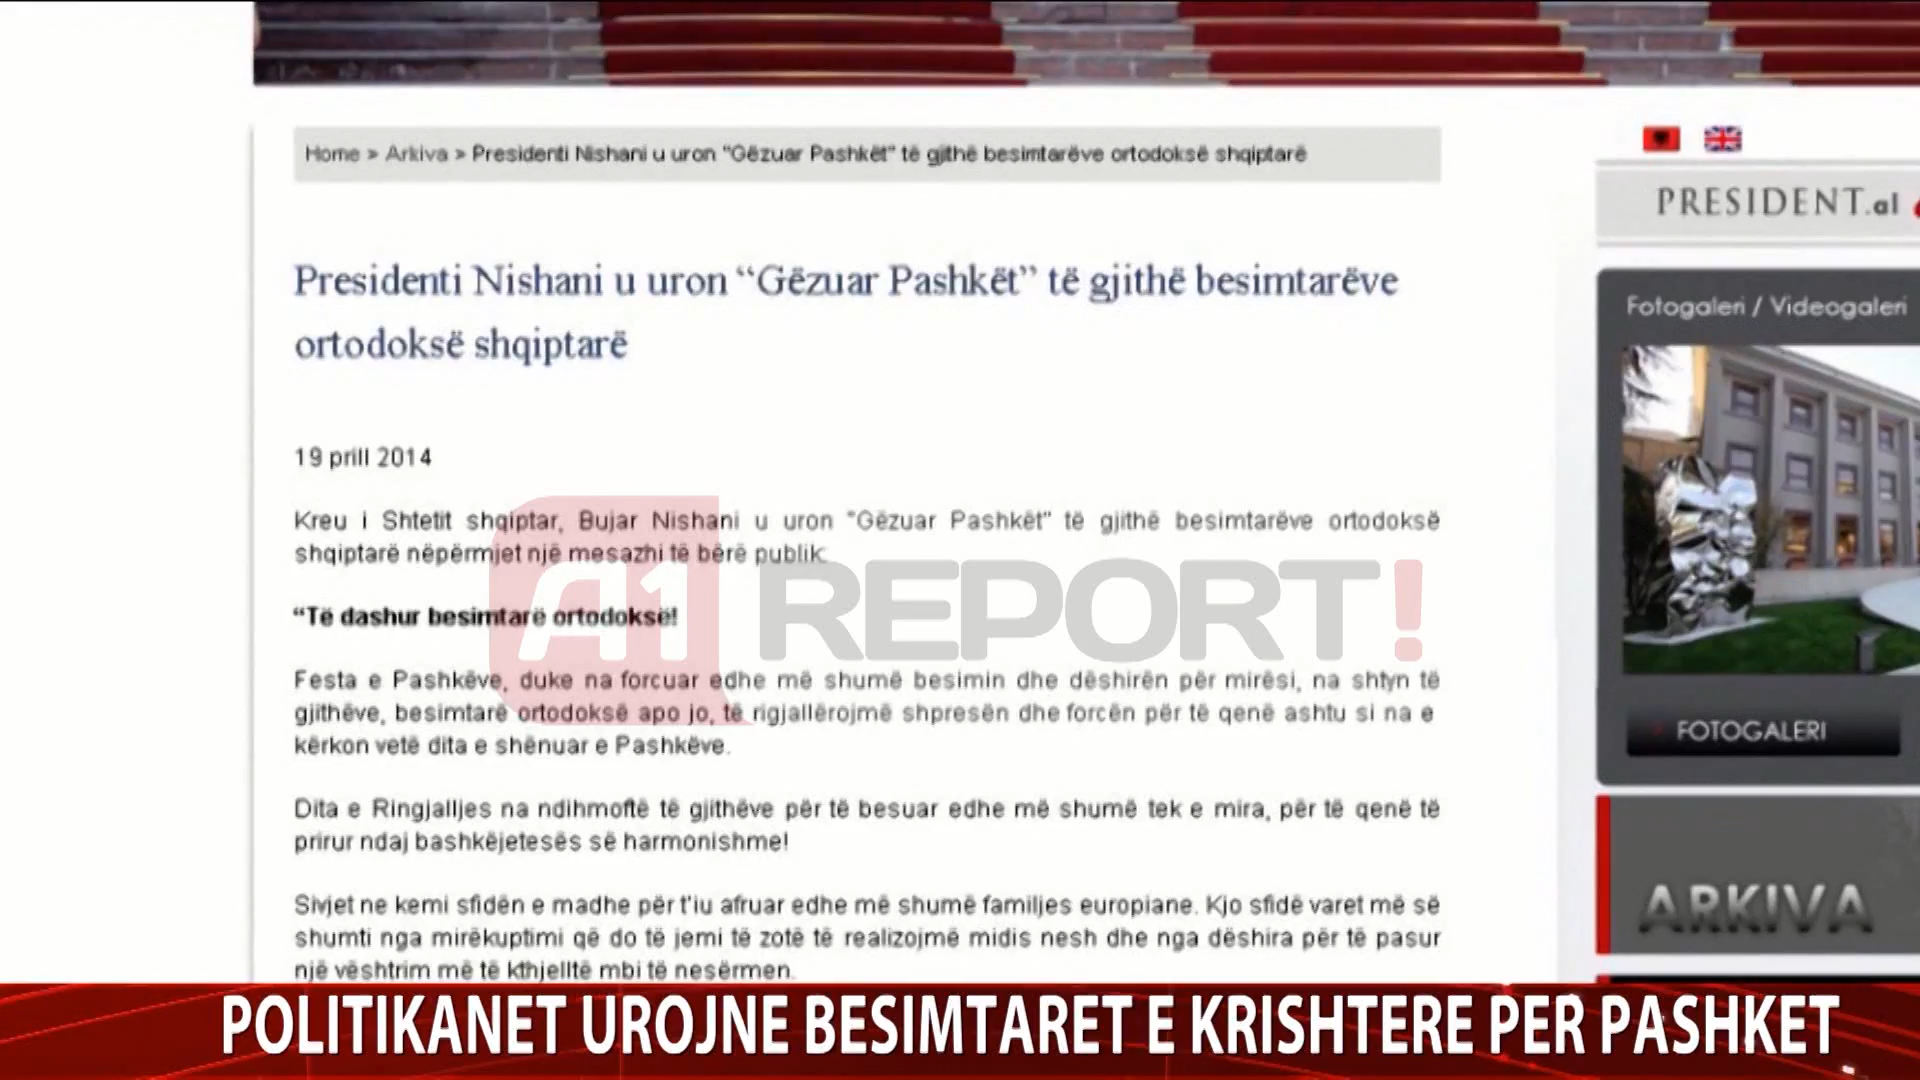 Home » Arkiva » Presidenti Nishani u uron "Gëzuar Pashkët" të gjithë besimtarëve ortodoksë shqiptarë
PRESIDENT.al
Presidenti Nishani u uron “Gëzuar Pashkët” të gjithë besimtarëve
ortodoksë shqiptarë
Fotogaleri / Videogaleri
19 prill 2014
Kreu i Shtetit shqiptar, Bujar Nishani u uron "Gëzuar Pashkët" të gjithë besimtarëve ortodoksë
shqiptarë nëpërmjet një mesazhi të bërë publik.
A1 REPORT!
“Të dashur besimtarë ortodoksë!
Festa e Pashkëve, duke na forcuar edhe më shumë besimin dhe dëshirën për mirësi, na shtyn të
gjithëve, besimtarë ortodoksë apo jo, të rigjallërojmë shpresën dhe forcën për të qenë ashtu si na e
kërkon vetë dita e shënuar e Pashkëve.
FOTOGALERI
Dita e Ringjalljes na ndihmoftë të gjithëve për të besuar edhe më shumë tek e mira, për të qenë të
prirur ndaj bashkëjetesës së harmonishme!
ARKIVA
Sivjet ne kemi sfidën e madhe për t'iu afruar edhe më shumë familjes europiane. Kjo sfidë varet më së
shumti nga mirëkuptimi që do të jemi të zotë të realizojmë midis nesh dhe nga dëshira për të pasur
një vështrim më të kthjelltë mbi të nesërmen.
POLITIKANET UROJNE BESIMTARET E KRISHTERE PER PASHKET